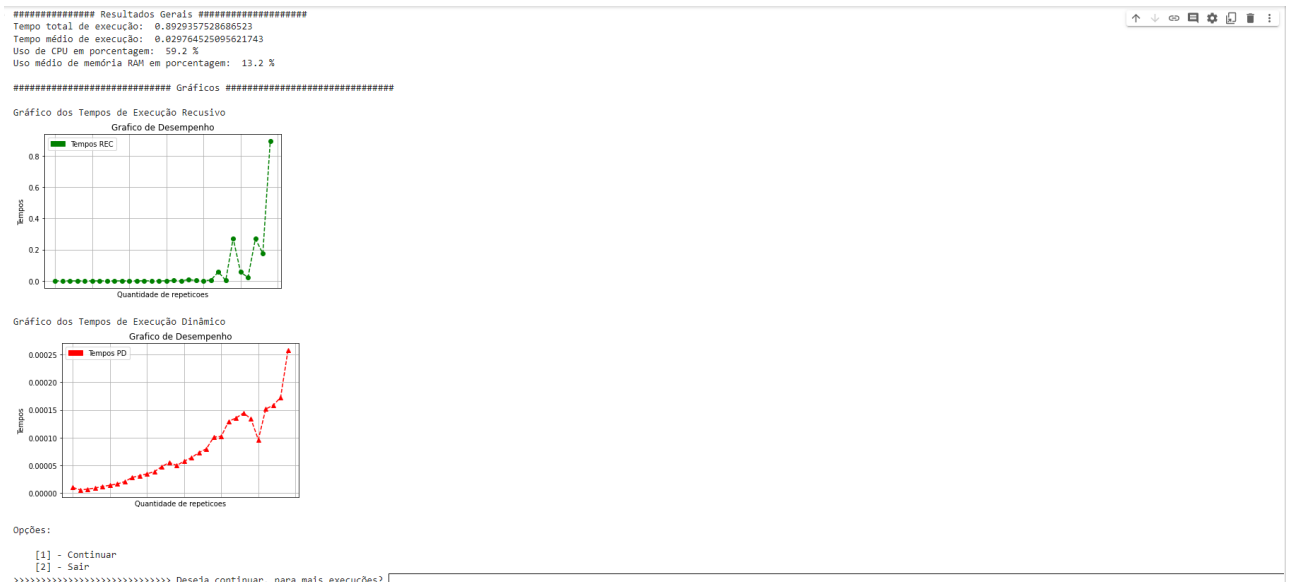 ############### Resultados Gerais ####################
Tempo total de execução:  0.8929357528686523
Tempo médio de execução:  0.029764525095621743
Uso de CPU em porcentagem:  59.2 %
Uso médio de memória RAM em porcentagem:  13.2 %
############################# Gráficos ###############################
Gráfico dos Tempos de Execução Recusivo
Grafico de Desempenho
Tempos REC
0.8
0.6
0.4
0.2
0.0
Tempos
Quantidade de repeticoes
Gráfico dos Tempos de Execução Dinâmico
Grafico de Desempenho
Tempos PD
0.00025
0.00020
0.00015
0.00010
0.00005
0.00000
Tempos
Quantidade de repeticoes
Opções:
[1] - Continuar
[2] - Sair
>>>>>>>>>>>>>>>>>>>>>>>>>>>>> Deseja continuar, para mais execuções?